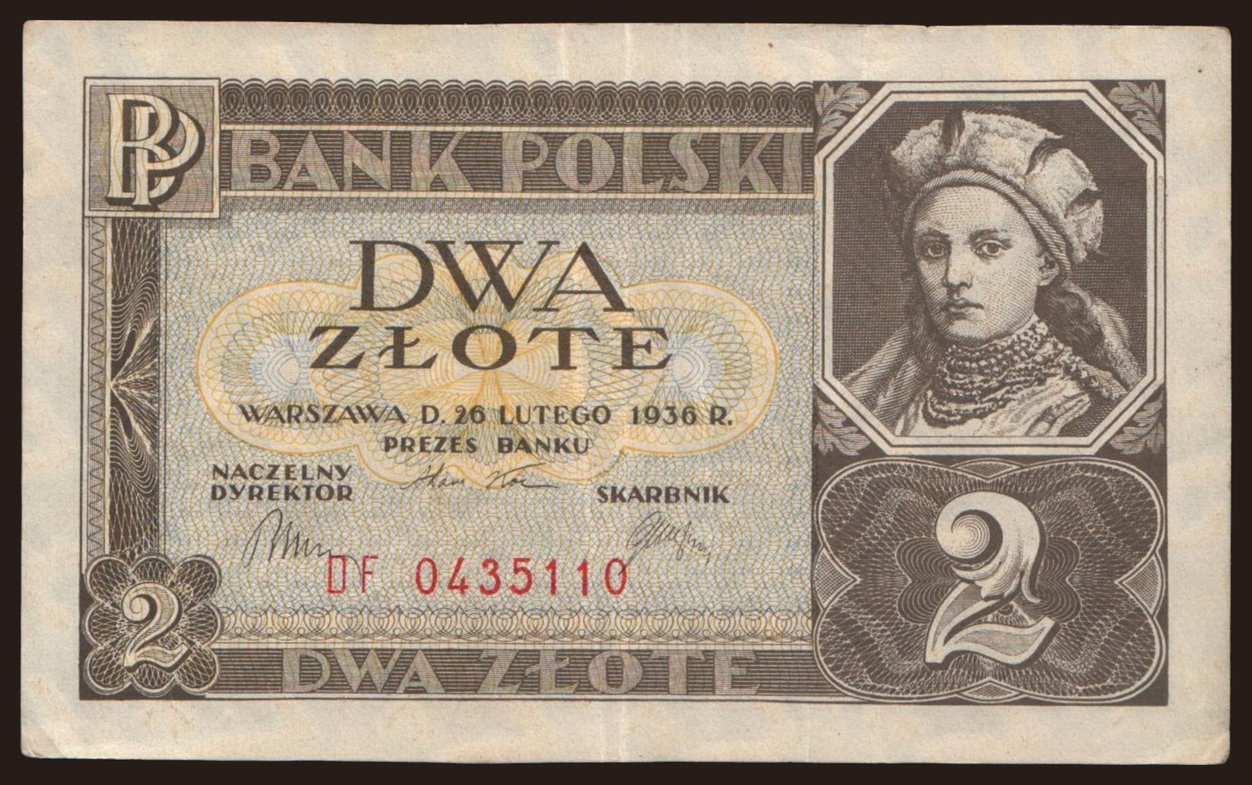 BP
BANK POLSKI
DWA
ZŁOTE
WARSZAWA D. 26 LUTEGO 1936 R.
PREZES BANKU
NACZELNY
DYREKTOR
SKARBNIK
DF 0435110
2
2
DWA ZŁOTE